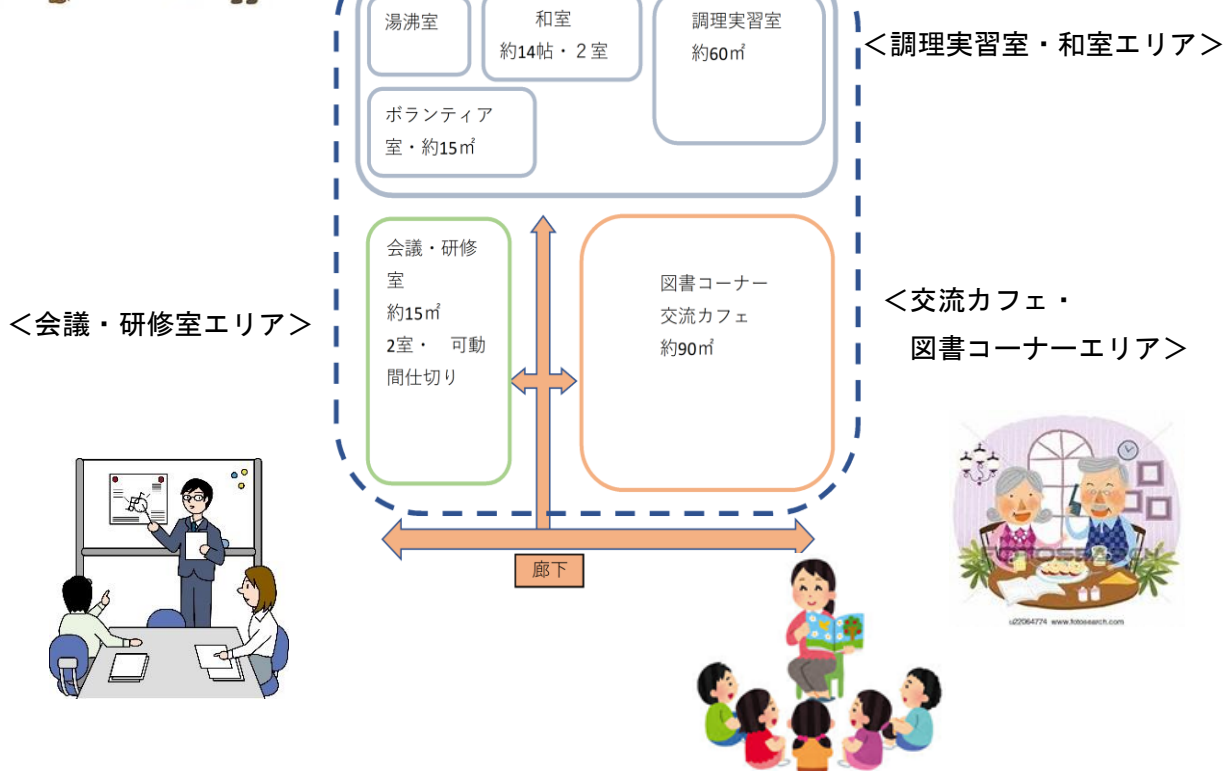 湯沸室
和室
約14帖・２室
調理実習室
約60㎡
＜調理実習室・和室エリア＞
ボランティア
室・約15㎡
会議・研修
室
約15㎡
2室・　可動
間仕切り
図書コーナー
交流カフェ
約90㎡
＜会議・研修室エリア＞
＜交流カフェ・
図書コーナーエリア＞
廊下
FOTOSEARCH
u22064774 www.fotosearch.com